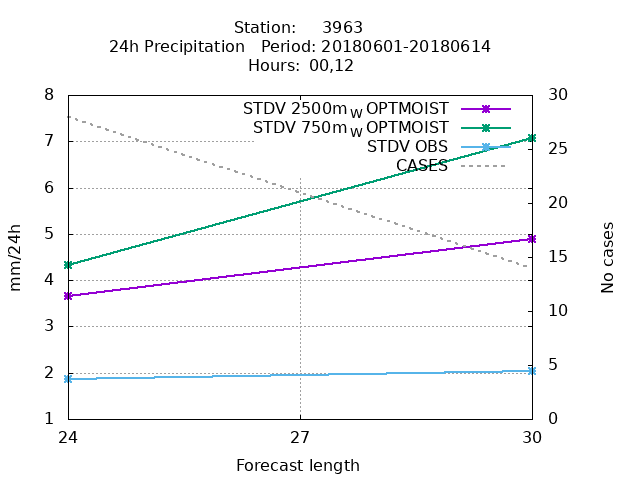 Station: 3963
24h Precipitation Period: 20180601-20180614
Hours: 00,12
STDV 2500m_W OPTMOIST
STDV 750m_W OPTMOIST
STDV OBS
CASES
8
7
6
5
4
3
2
1
30
25
20
15
10
5
0
mm/24h
No cases
24 27 30
Forecast length